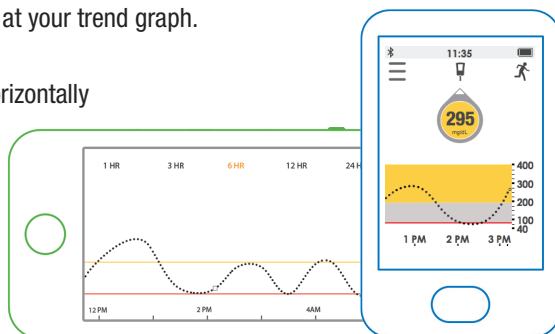 at your trend graph.
rizontally
11:35
295
mg/dL
400
300
200
100
40
1 PM 2 PM 3 PM
1 HR 3 HR 6 HR 12 HR 24 H
12 PM 2 PM 4AM